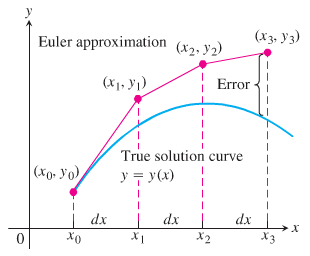 y
Euler approximation
(x₂, y₂)
(x₃, y₃)
(x₁, y₁)
Error
True solution curve
(x₀, y₀)
y = y(x)
dx
dx
dx
x
0
x₀
x₁
x₂
x₃